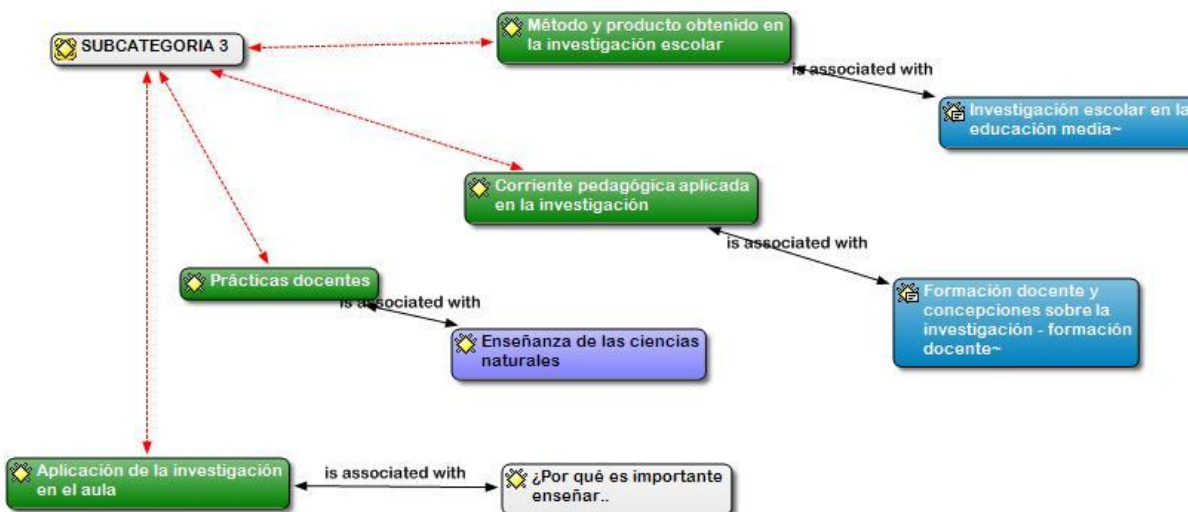 SUBCATEGORIA 3
Método y producto obtenido en
la investigación escolar
is associated with
Investigación escolar en la
educación media~
Corriente pedagógica aplicada
en la investigación
is associated with
Formación docente y
concepciones sobre la
investigación - formación
docente~
Prácticas docentes
is associated with
Enseñanza de las ciencias
naturales
Aplicación de la investigación
en el aula
is associated with
¿Por qué es importante
enseñar..